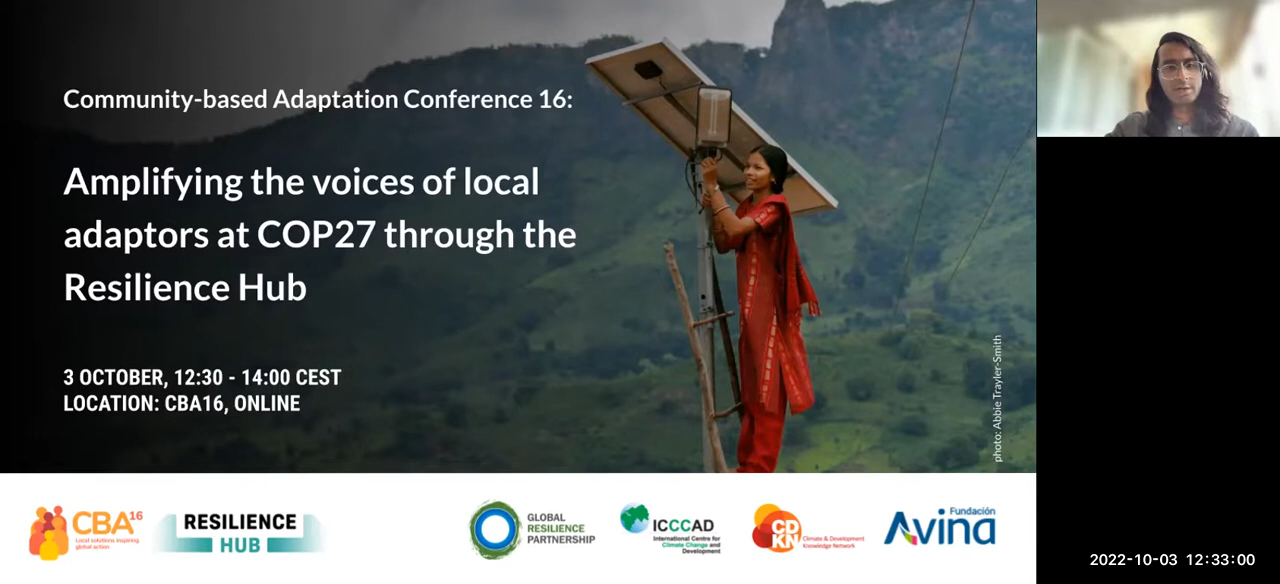 Community-based Adaptation Conference 16:
Amplifying the voices of local
adaptors at COP27 through the
Resilience Hub
3 OCTOBER, 12:30 - 14:00 CEST
LOCATION: CBA16, ONLINE
photo: Abbie Trayler-Smith
CBA16
Local solutions inspiring
global action
RESILIENCE
HUB
GLOBAL
RESILIENCE
PARTNERSHIP
ICCCAD
International Centre for
Climate Change and
Development
CD
KN
Climate & Development
Knowledge Network
Fundación
Avina
2022-10-03 12:33:00